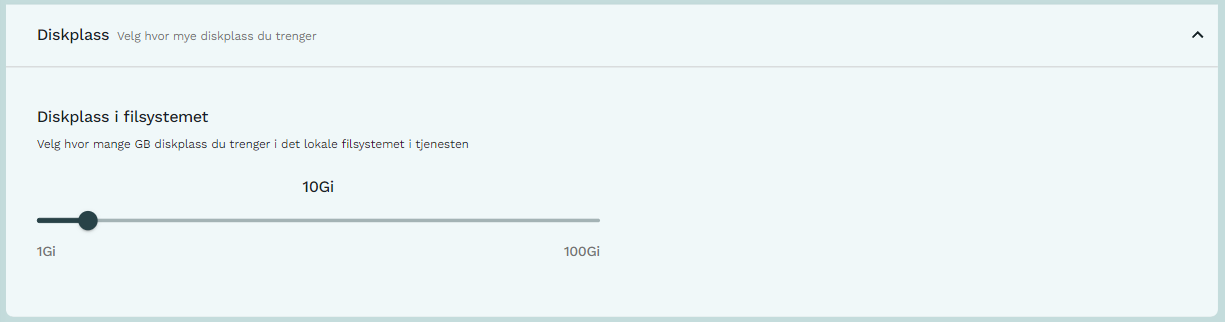 Diskplass Velg hvor mye diskplass du trenger
Diskplass i filsystemet
Velg hvor mange GB diskplass du trenger i det lokale filsystemet i tjenesten
10Gi
1Gi 100Gi